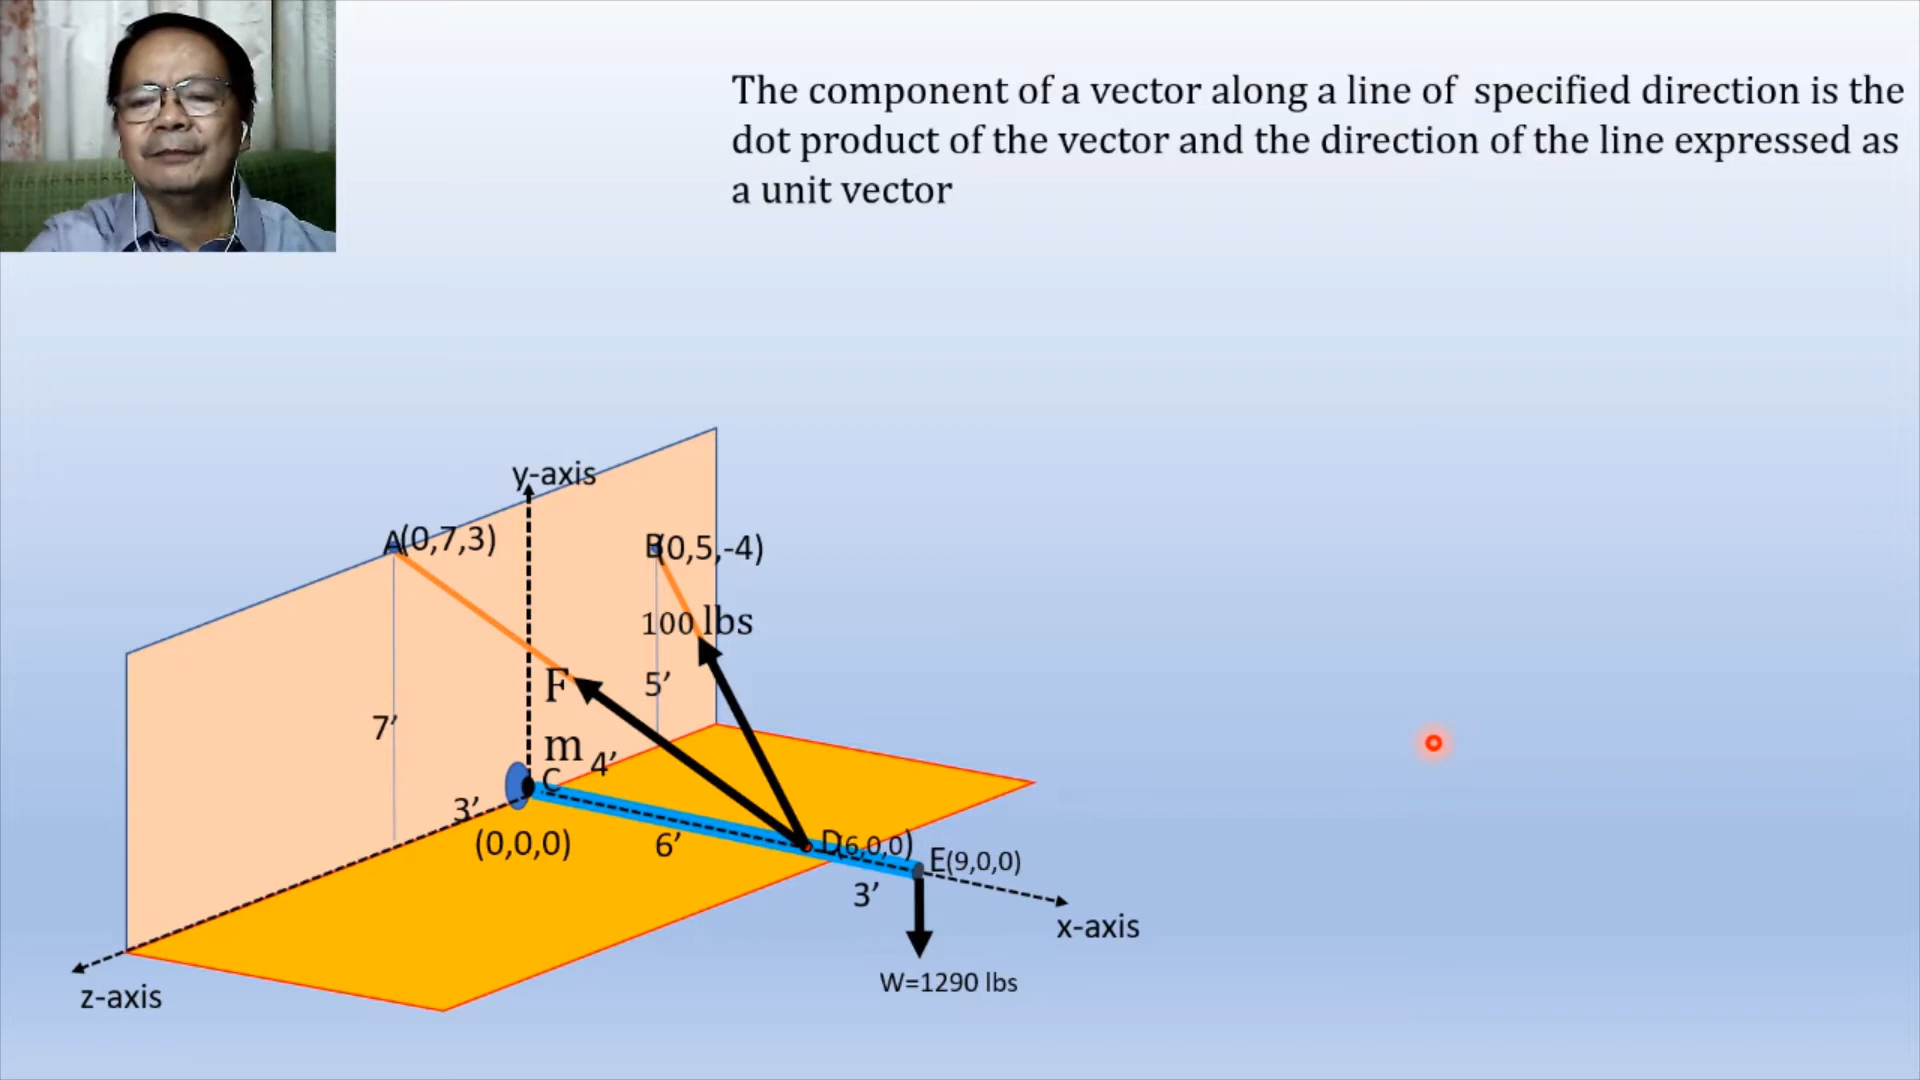 The component of a vector along a line of specified direction is the
dot product of the vector and the direction of the line expressed as
a unit vector
y-axis
A(0,7,3)
B(0,5,-4)
100 lbs
F
5’
7’
m
4’
C
3’
(0,0,0)
6’
D(6,0,0)
E(9,0,0)
3’
x-axis
W=1290 lbs
z-axis